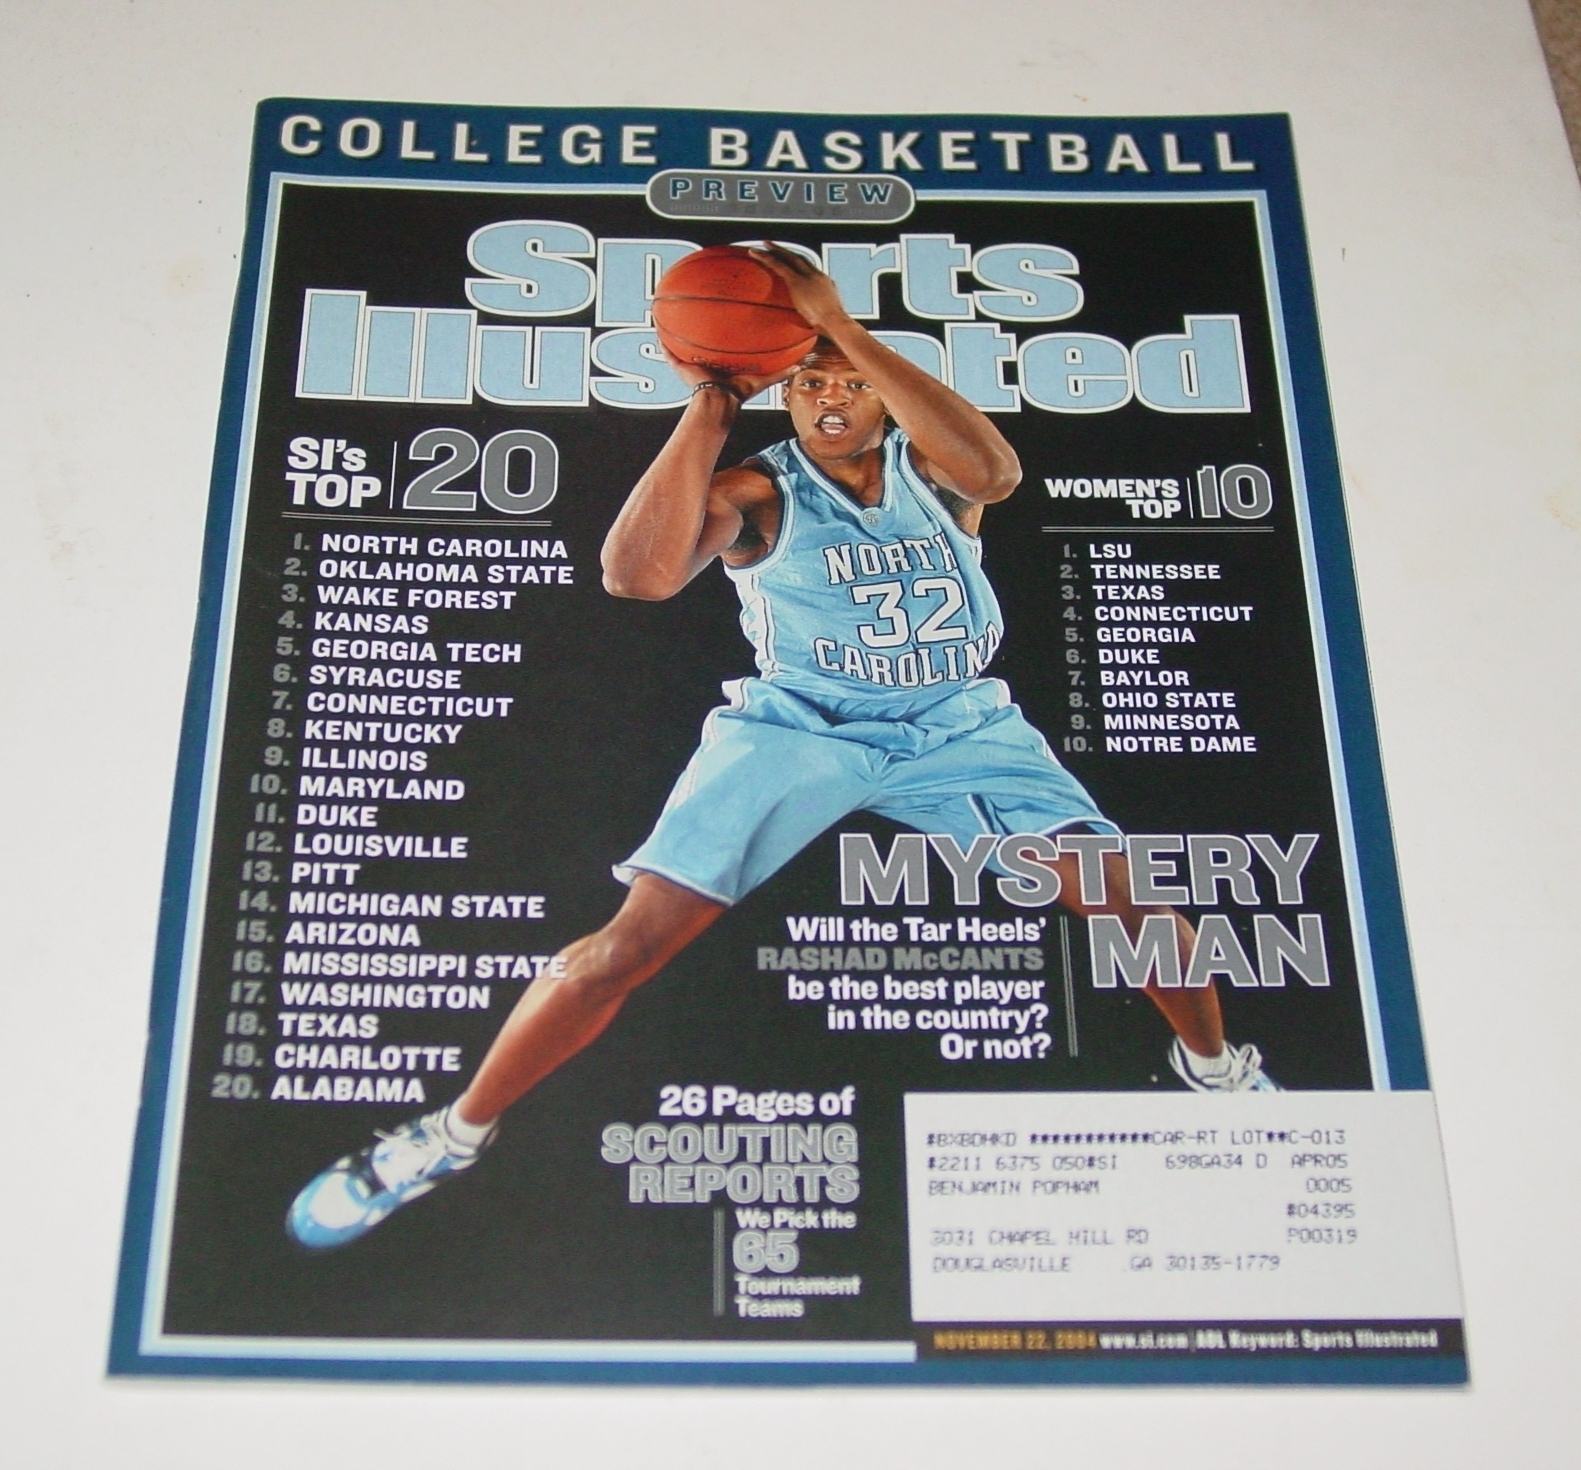 COLLEGE BASKETBALL
PREVIEW
Sports
Illustrated
SI's
TOP 20
1. NORTH CAROLINA
2. OKLAHOMA STATE
3. WAKE FOREST
4. KANSAS
5. GEORGIA TECH
6. SYRACUSE
7. CONNECTICUT
8. KENTUCKY
9. ILLINOIS
10. MARYLAND
11. DUKE
12. LOUISVILLE
13. PITT
14. MICHIGAN STATE
15. ARIZONA
16. MISSISSIPPI STATE
17. WASHINGTON
18. TEXAS
19. CHARLOTTE
20. ALABAMA
WOMEN'S
TOP 10
1. LSU
2. TENNESSEE
3. TEXAS
4. CONNECTICUT
5. GEORGIA
6. DUKE
7. BAYLOR
8. OHIO STATE
9. MINNESOTA
10. NOTRE DAME
NORTH
32
CAROLINA
MYSTERY
MAN
Will the Tar Heels'
RASHAD McCANTS
be the best player
in the country?
Or not?
26 Pages of
SCOUTING
REPORTS
We Pick the
65
Tournament
Teams
#BXBDHKD ************CAR-RT LOT**C-013
#2211 6375 050#SI 698GA34 D APR05
BENJAMIN POPHAM 0005
#04395
3031 CHAPEL HILL RD P00319
DOUGLASVILLE GA 30135-1779
NOVEMBER 22, 2004 www.si.com | AOL Keyword: Sports Illustrated